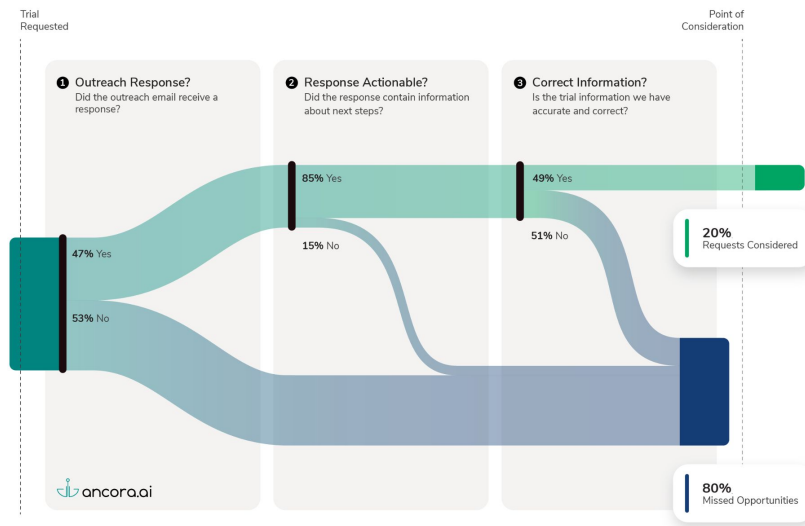 Trial
Requested
Point of
Consideration
1 Outreach Response?
Did the outreach email receive a
response?
2 Response Actionable?
Did the response contain information
about next steps?
3 Correct Information?
Is the trial information we have
accurate and correct?
85% Yes
49% Yes
15% No
51% No
47% Yes
53% No
20%
Requests Considered
80%
Missed Opportunities
ancora.ai